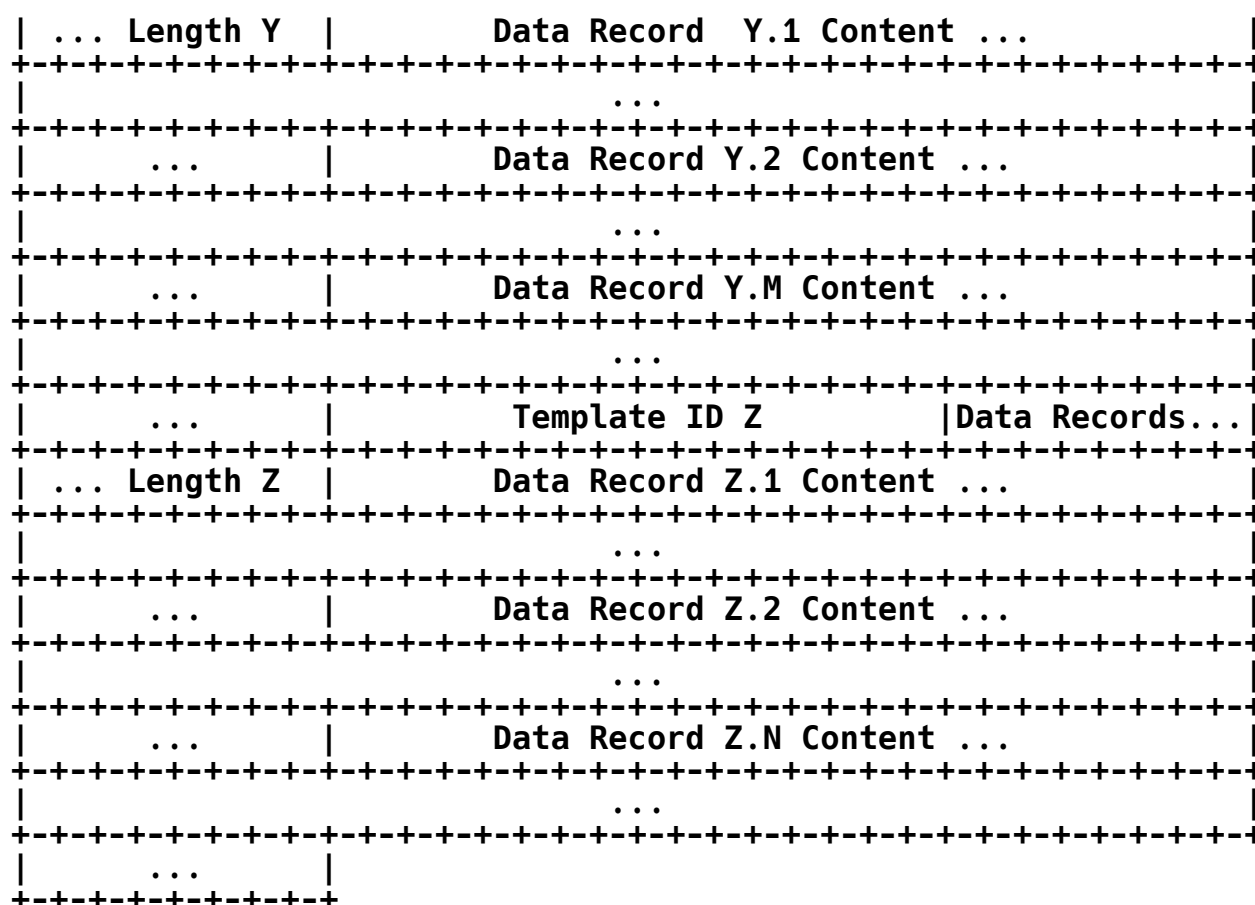 | ... Length Y  |        Data Record  Y.1 Content ...           |
+-+-+-+-+-+-+-+-+-+-+-+-+-+-+-+-+-+-+-+-+-+-+-+-+-+-+-+-+-+-+-+-+
|                              ...                              |
+-+-+-+-+-+-+-+-+-+-+-+-+-+-+-+-+-+-+-+-+-+-+-+-+-+-+-+-+-+-+-+-+
|      ...      |        Data Record Y.2 Content ...            |
+-+-+-+-+-+-+-+-+-+-+-+-+-+-+-+-+-+-+-+-+-+-+-+-+-+-+-+-+-+-+-+-+
|                              ...                              |
+-+-+-+-+-+-+-+-+-+-+-+-+-+-+-+-+-+-+-+-+-+-+-+-+-+-+-+-+-+-+-+-+
|      ...      |        Data Record Y.M Content ...            |
+-+-+-+-+-+-+-+-+-+-+-+-+-+-+-+-+-+-+-+-+-+-+-+-+-+-+-+-+-+-+-+-+
|                              ...                              |
+-+-+-+-+-+-+-+-+-+-+-+-+-+-+-+-+-+-+-+-+-+-+-+-+-+-+-+-+-+-+-+-+
|      ...      |         Template ID Z         |Data Records...|
+-+-+-+-+-+-+-+-+-+-+-+-+-+-+-+-+-+-+-+-+-+-+-+-+-+-+-+-+-+-+-+-+
| ... Length Z  |        Data Record Z.1 Content ...            |
+-+-+-+-+-+-+-+-+-+-+-+-+-+-+-+-+-+-+-+-+-+-+-+-+-+-+-+-+-+-+-+-+
|                              ...                              |
+-+-+-+-+-+-+-+-+-+-+-+-+-+-+-+-+-+-+-+-+-+-+-+-+-+-+-+-+-+-+-+-+
|      ...      |        Data Record Z.2 Content ...            |
+-+-+-+-+-+-+-+-+-+-+-+-+-+-+-+-+-+-+-+-+-+-+-+-+-+-+-+-+-+-+-+-+
|                              ...                              |
+-+-+-+-+-+-+-+-+-+-+-+-+-+-+-+-+-+-+-+-+-+-+-+-+-+-+-+-+-+-+-+-+
|      ...      |        Data Record Z.N Content ...            |
+-+-+-+-+-+-+-+-+-+-+-+-+-+-+-+-+-+-+-+-+-+-+-+-+-+-+-+-+-+-+-+-+
|                              ...                              |
+-+-+-+-+-+-+-+-+-+-+-+-+-+-+-+-+-+-+-+-+-+-+-+-+-+-+-+-+-+-+-+-+
|      ...      |
+-+-+-+-+-+-+-+-+